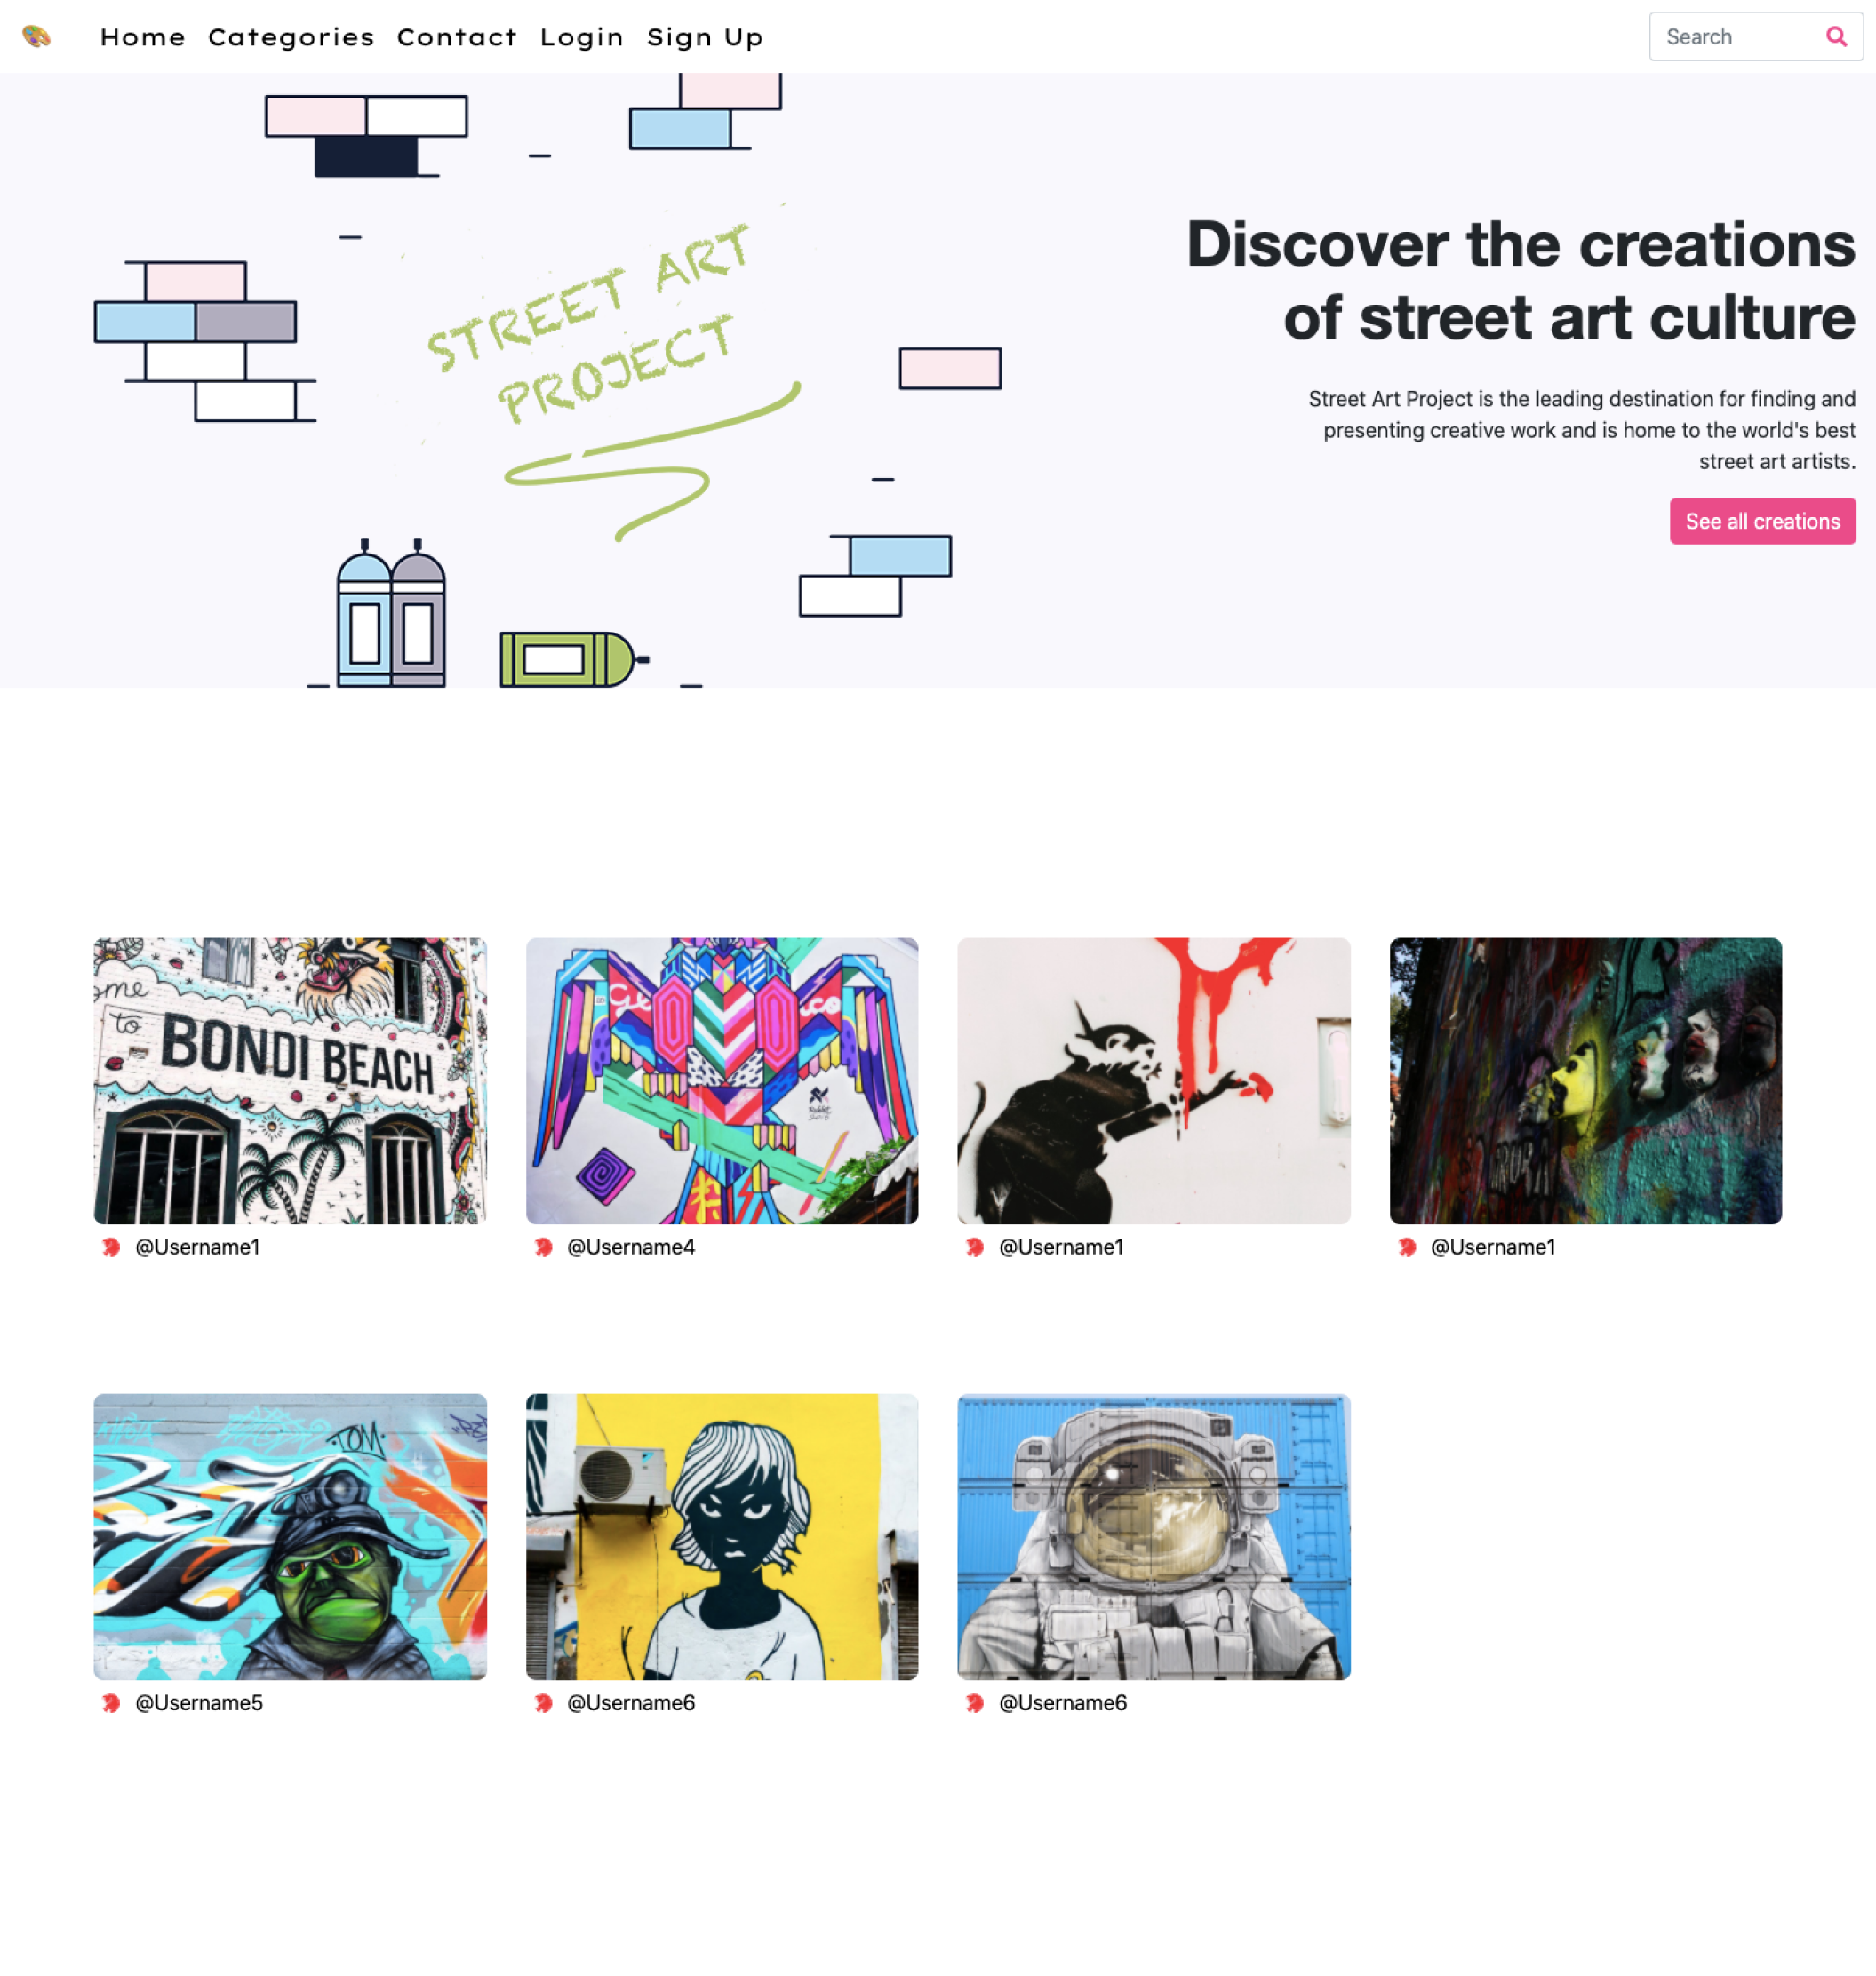 Home Categories Contact Login Sign Up
Search
STREET ART
PROJECT
Discover the creations
of street art culture
Street Art Project is the leading destination for finding and
presenting creative work and is home to the world's best
street art artists.
See all creations
ome
to BONDI BEACH
@Username1
@Username4
@Username1
@Username1
TOM
@Username5
@Username6
@Username6